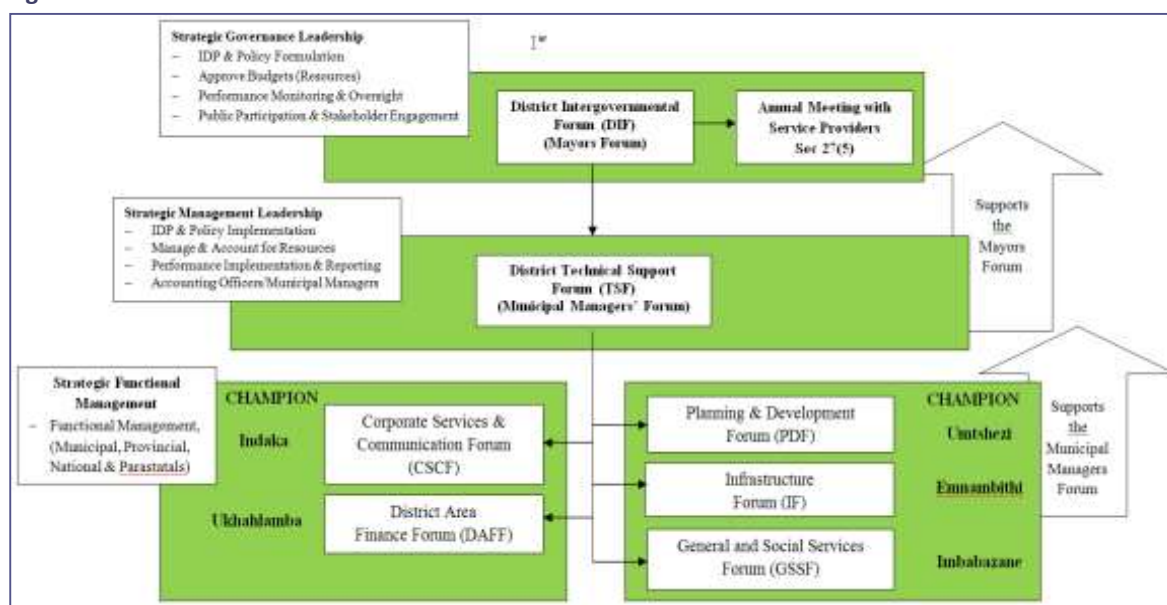 Strategic Governance Leadership
– IDP & Policy Formulation
– Approve Budgets (Resources)
– Performance Monitoring & Oversight
– Public Participation & Stakeholder Engagement
District Intergovernmental
Forum (DIF)
(Mayors Forum)
Annual Meeting with
Service Providers
Strategic Management Leadership
– IDP & Policy Implementation
– Manage & Account for Resources
– Performance Implementation & Reporting
– Accounting Officers/Municipal Managers
District Technical Support
Forum (TSF)
(Municipal Managers' Forum)
Supports
the
Mayors
Forum
Strategic Functional
Management
– Functional Management,
(Municipal, Provincial,
National & Parastatals)
CHAMPION
Indaka
Corporate Services &
Communication Forum
(CSCF)
Ukhahlamba
District Area
Finance Forum (DAFF)
Planning & Development
Forum (PDF)
Infrastructure
Forum (IF)
General and Social Services
Forum (GSSF)
CHAMPION
Umtshezi
Emnambithi
Imbabazane
Supports
the
Municipal
Managers
Forum